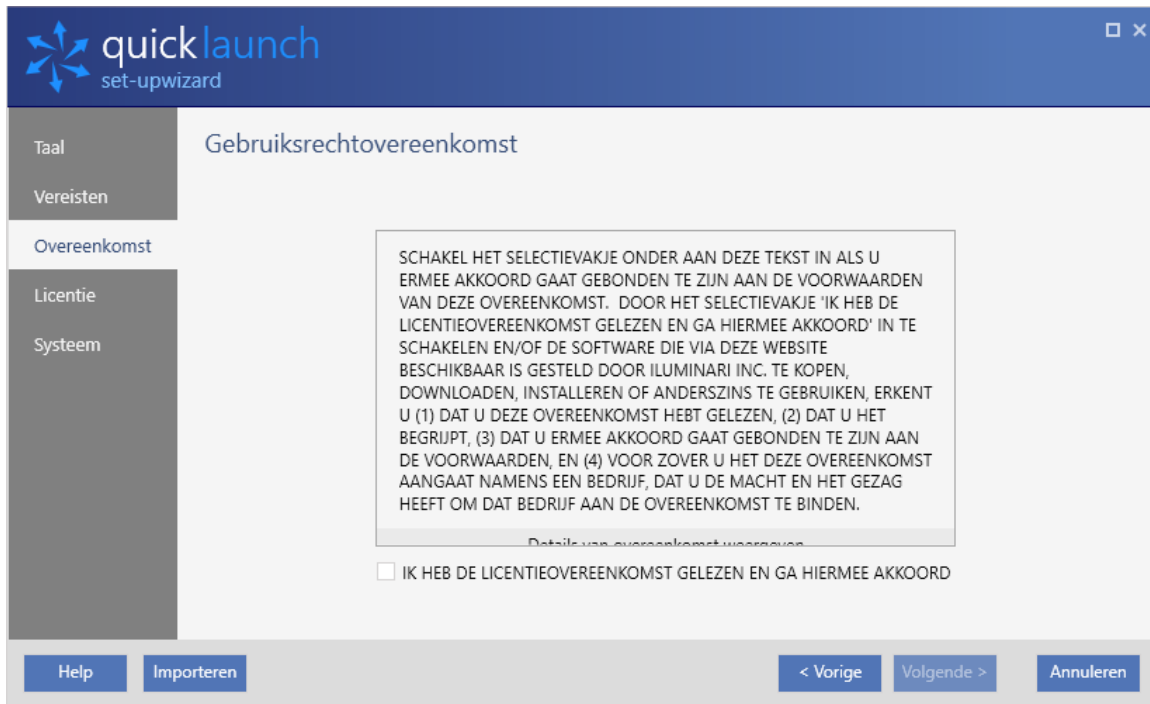 quicklaunch
set-upwizard
Taal
Vereisten
Overeenkomst
Licentie
Systeem
Gebruiksrechtovereenkomst
SCHAKEL HET SELECTIEVAKJE ONDER AAN DEZE TEKST IN ALS U
ERMEE AKKOORD GAAT GEBONDEN TE ZIJN AAN DE VOORWAARDEN
VAN DEZE OVEREENKOMST.  DOOR HET SELECTIEVAKJE 'IK HEB DE
LICENTIEOVEREENKOMST GELEZEN EN GA HIERMEE AKKOORD' IN TE
SCHAKELEN EN/OF DE SOFTWARE DIE VIA DEZE WEBSITE
BESCHIKBAAR IS GESTELD DOOR ILUMINARI INC. TE KOPEN,
DOWNLOADEN, INSTALLEREN OF ANDERSZINS TE GEBRUIKEN, ERKENT
U (1) DAT U DEZE OVEREENKOMST HEBT GELEZEN, (2) DAT U HET
BEGRIJPT, (3) DAT U ERMEE AKKOORD GAAT GEBONDEN TE ZIJN AAN
DE VOORWAARDEN, EN (4) VOOR ZOVER U HET DEZE OVEREENKOMST
AANGAAT NAMENS EEN BEDRIJF, DAT U DE MACHT EN HET GEZAG
HEEFT OM DAT BEDRIJF AAN DE OVEREENKOMST TE BINDEN.
Details van overeenkomst weergeven
IK HEB DE LICENTIEOVEREENKOMST GELEZEN EN GA HIERMEE AKKOORD
Help
Importeren
< Vorige
Volgende >
Annuleren